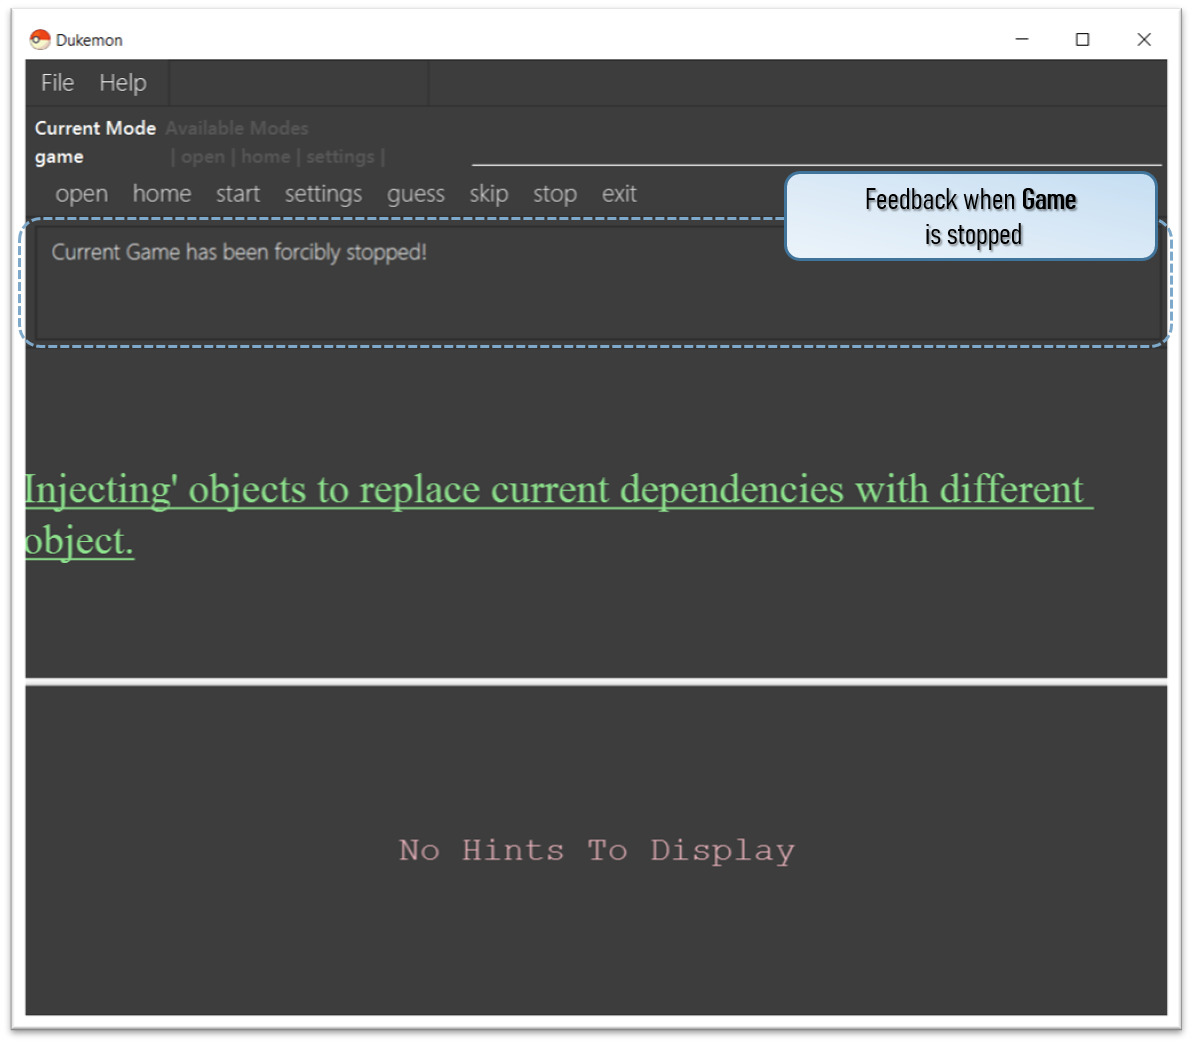 Dukemon
File Help
Current Mode Available Modes
game | open | home | settings |
open home start settings guess skip stop exit
Feedback when Game
is stopped
Current Game has been forcibly stopped!
Injecting' objects to replace current dependencies with different
object.
No Hints To Display